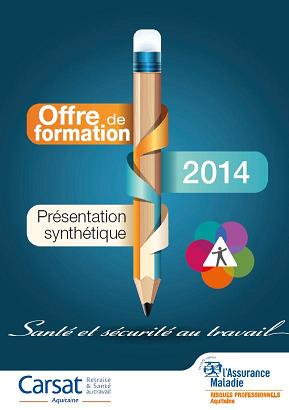 Offre de
formation
2014
Présentation
synthétique
Santé et sécurité au travail
Carsat
Retraite
& Santé
au travail
Aquitaine
l'Assurance
Maladie
RISQUES PROFESSIONNELS
Aquitaine